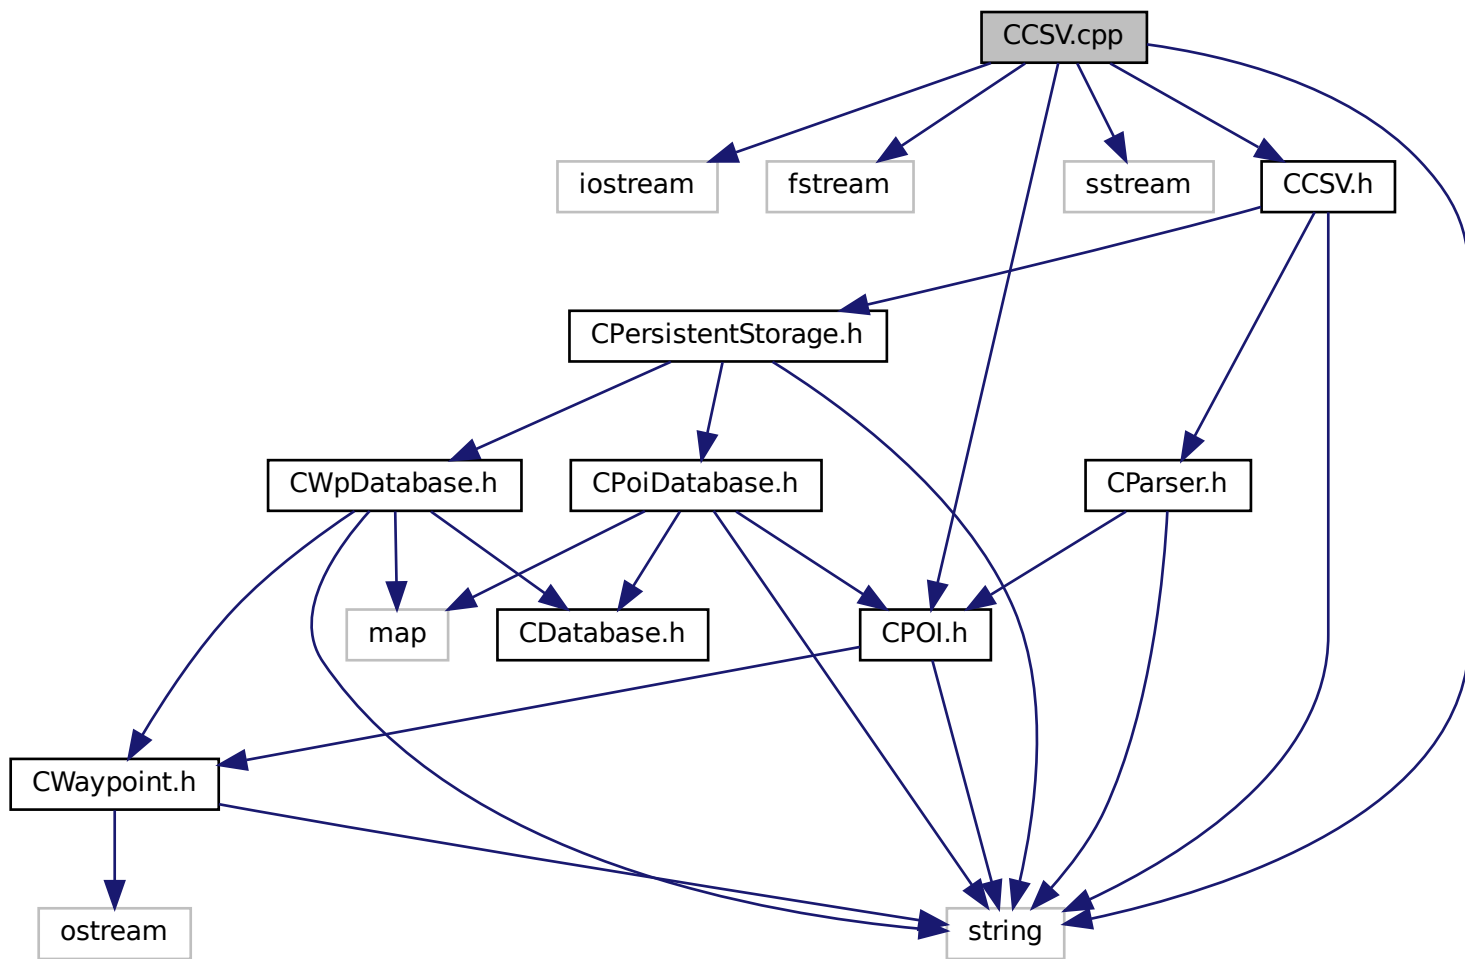 CCSV.cpp
iostream
fstream
sstream
CCSV.h
CPersistentStorage.h
CWpDatabase.h
CPoiDatabase.h
CParser.h
map
CDatabase.h
CPOI.h
CWaypoint.h
ostream
string